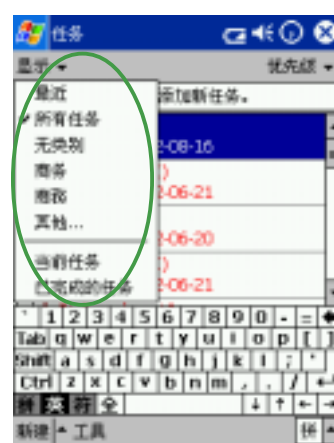 任务
显示 优先级
最近
添加新任务。
所有任务
无类别
2-08-16
商务
)
商務
2-06-21
其他...
2-06-20
当前任务
)
已完成的任务
2-06-21
` 1 2 3 4 5 6 7 8 9 0 - =
Tab q w e r t y u i o p [ ]
Shift a s d f g h j k l ; '
Ctrl z x c v b n m , . /
拼 英 符 全 ↓ ↑ ← →
新建 工具 拼